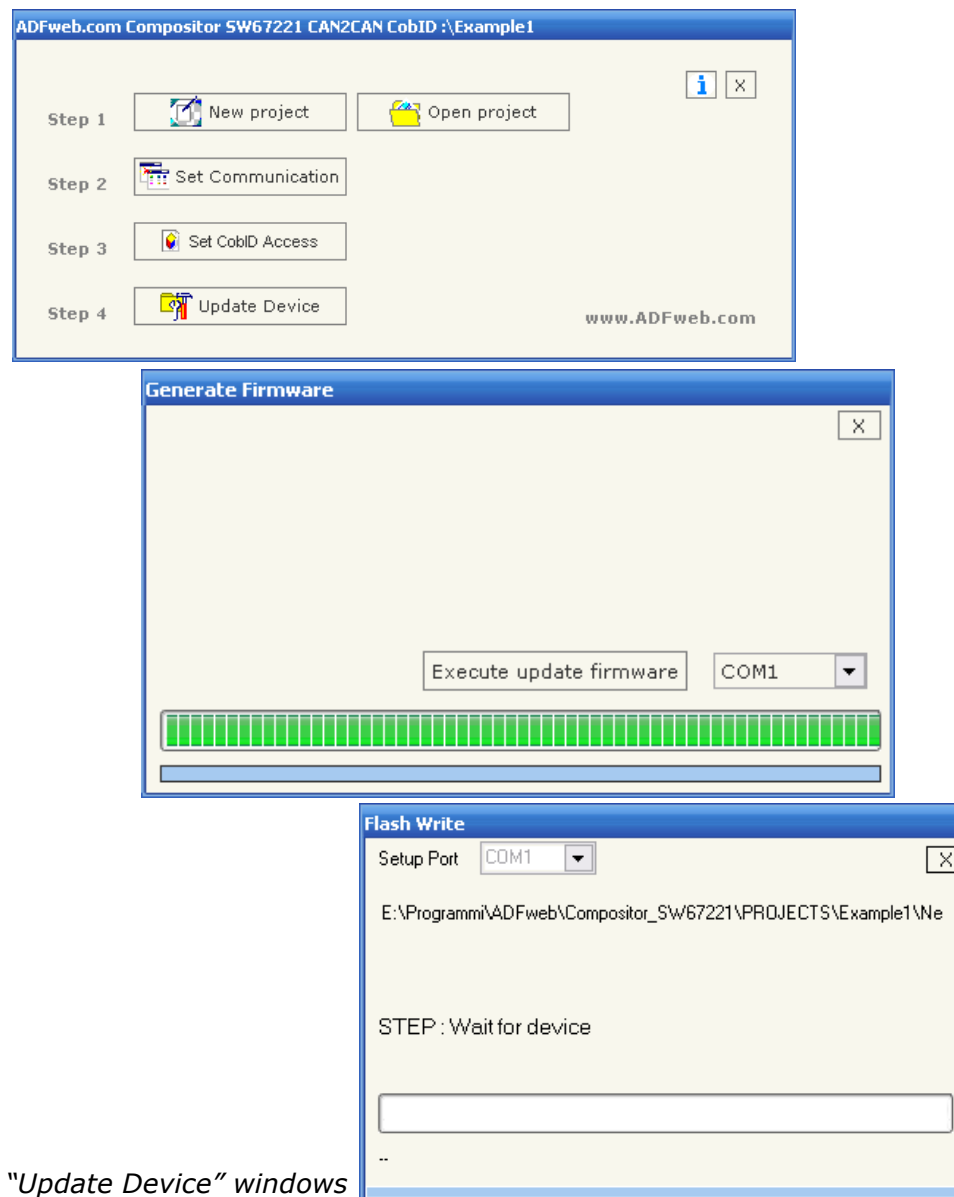 ADFweb.com Compositor SW67221 CAN2CAN CobID :\Example1
i X
Step 1 New project Open project
Step 2 Set Communication
Step 3 Set CobID Access
Step 4 Update Device
www.ADFweb.com
Generate Firmware
X
Execute update firmware COM1
Flash Write
Setup Port COM1 X
E:\Programmi\ADFweb\Compositor_SW67221\PROJECTS\Example1\Ne
STEP : Wait for device
--
“Update Device” windows